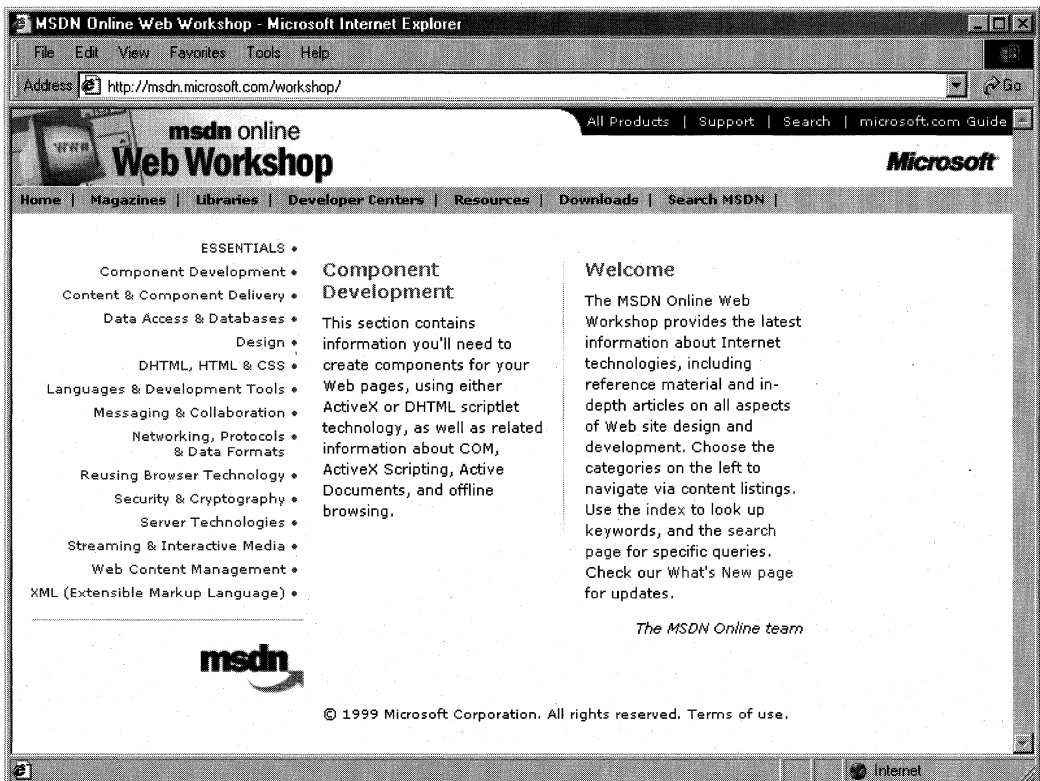 MSDN Online Web Workshop - Microsoft Internet Explorer
File Edit View Favorites Tools Help
Address http://msdn.microsoft.com/workshop/ Go
All Products | Support | Search | microsoft.com Guide
WWW
msdn online
Web Workshop
Microsoft
Home | Magazines | Libraries | Developer Centers | Resources | Downloads | Search MSDN |
ESSENTIALS •
Component Development •
Content & Component Delivery •
Data Access & Databases •
Design •
DHTML, HTML & CSS •
Languages & Development Tools •
Messaging & Collaboration •
Networking, Protocols •
& Data Formats
Reusing Browser Technology •
Security & Cryptography •
Server Technologies •
Streaming & Interactive Media •
Web Content Management •
XML (Extensible Markup Language) •
msdn
Component
Development
This section contains
information you'll need to
create components for your
Web pages, using either
ActiveX or DHTML scriptlet
technology, as well as related
information about COM,
ActiveX Scripting, Active
Documents, and offline
browsing.
Welcome
The MSDN Online Web
Workshop provides the latest
information about Internet
technologies, including
reference material and in-
depth articles on all aspects
of Web site design and
development. Choose the
categories on the left to
navigate via content listings.
Use the index to look up
keywords, and the search
page for specific queries.
Check our What's New page
for updates.
The MSDN Online team
© 1999 Microsoft Corporation. All rights reserved. Terms of use.
Internet